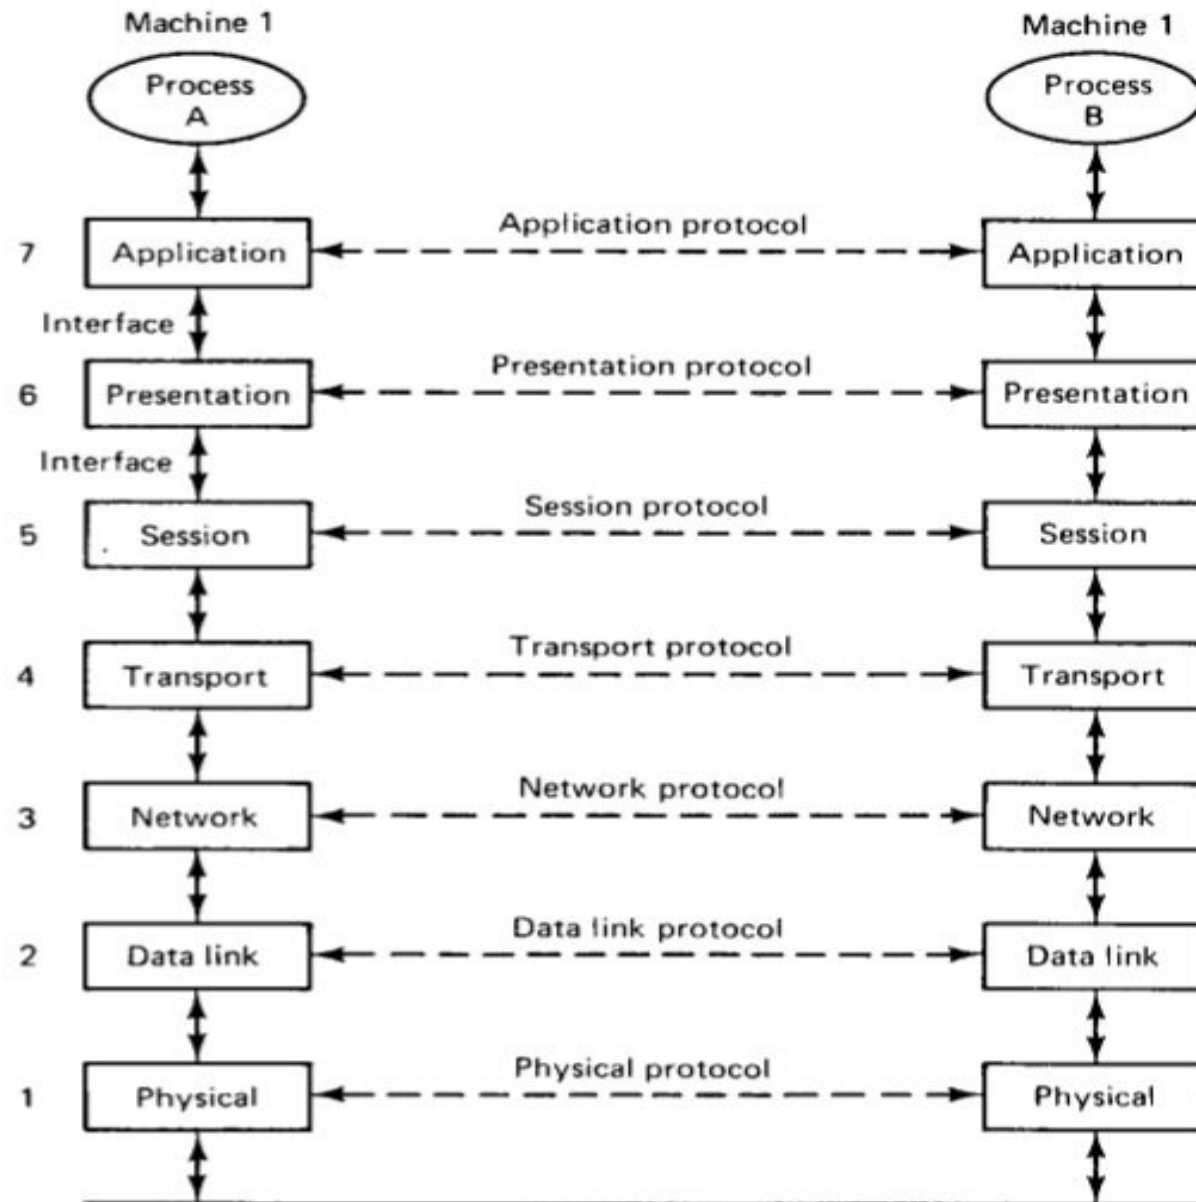 Machine 1
Machine 1
Process
A
Process
B
Application protocol
7
Application
Application
Interface
Presentation protocol
6
Presentation
Presentation
Interface
Session protocol
5
Session
Session
Transport protocol
4
Transport
Transport
Network protocol
3
Network
Network
Data link protocol
2
Data link
Data link
Physical protocol
1
Physical
Physical